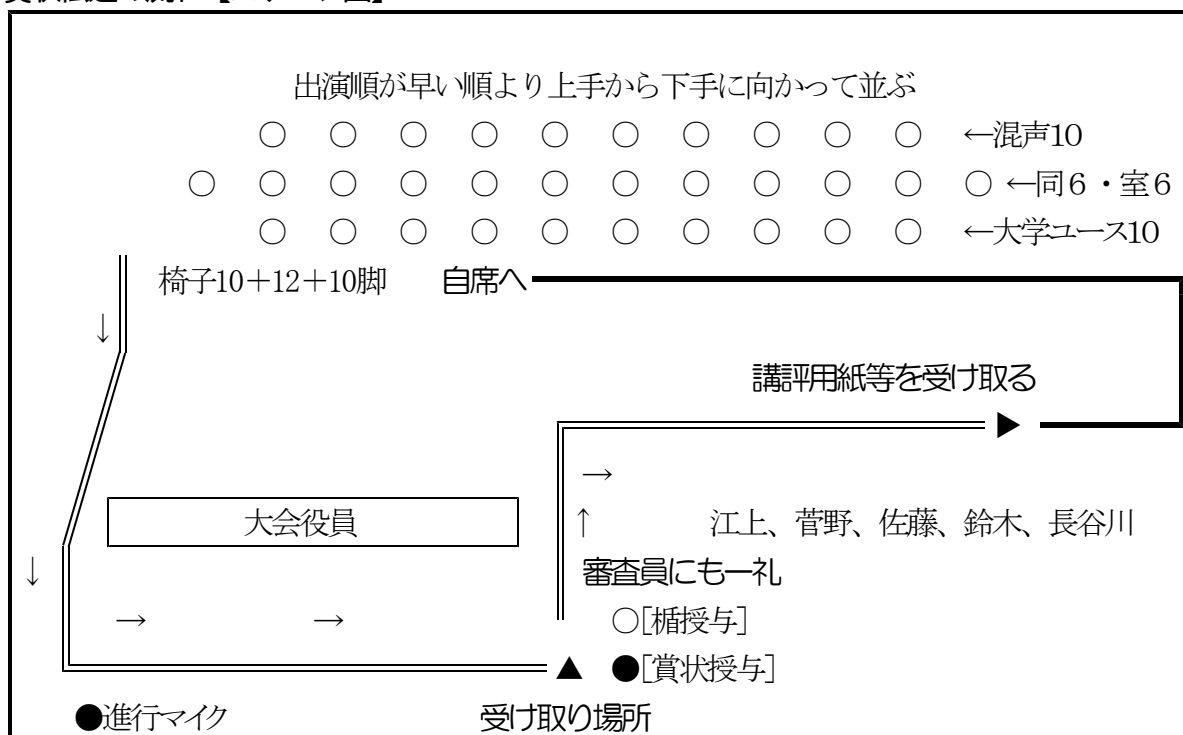 出演順が早い順より上手から下手に向かって並ぶ
○ ○ ○ ○ ○ ○ ○ ○ ○ ○ ←混声10
○ ○ ○ ○ ○ ○ ○ ○ ○ ○ ○ ○ ←同6・室6
○ ○ ○ ○ ○ ○ ○ ○ ○ ○ ←大学ユース10
椅子10+12+10脚 自席へ
↓
講評用紙等を受け取る
▶
→
大会役員 ↑ 江上、菅野、佐藤、鈴木、長谷川
↓ 審査員にも一礼
→ → ○[楯授与]
▲ ●[賞状授与]
●進行マイク 受け取り場所